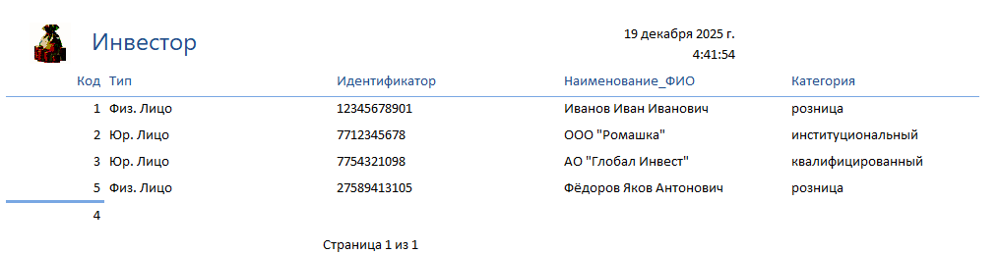 Инвестор
19 декабря 2025 г.
4:41:54
Код Тип Идентификатор Наименование_ФИО Категория
1 Физ. Лицо 12345678901 Иванов Иван Иванович розница
2 Юр. Лицо 7712345678 ООО "Ромашка" институциональный
3 Юр. Лицо 7754321098 АО "Глобал Инвест" квалифицированный
5 Физ. Лицо 27589413105 Фёдоров Яков Антонович розница
4
Страница 1 из 1